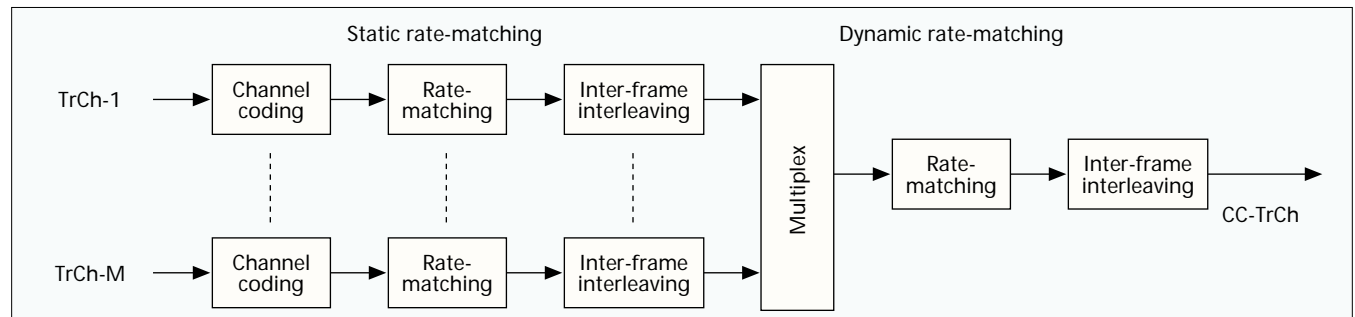 Static rate-matching
Dynamic rate-matching
TrCh-1
Channel
coding
Rate-
matching
Inter-frame
interleaving
Multiplex
Rate-
matching
Inter-frame
interleaving
CC-TrCh
TrCh-M
Channel
coding
Rate-
matching
Inter-frame
interleaving